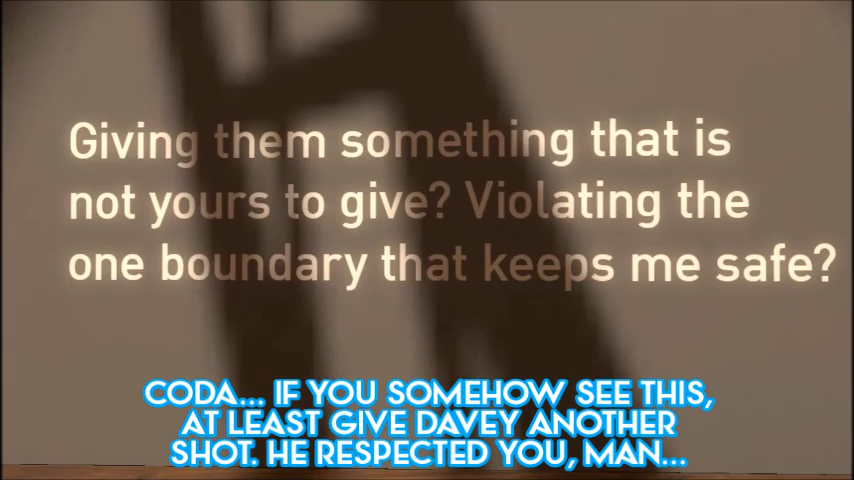 Giving them something that is
not yours to give? Violating the
one boundary that keeps me safe?
CODA... IF YOU SOMEHOW SEE THIS,
AT LEAST GIVE DAVEY ANOTHER
SHOT. HE RESPECTED YOU, MAN...